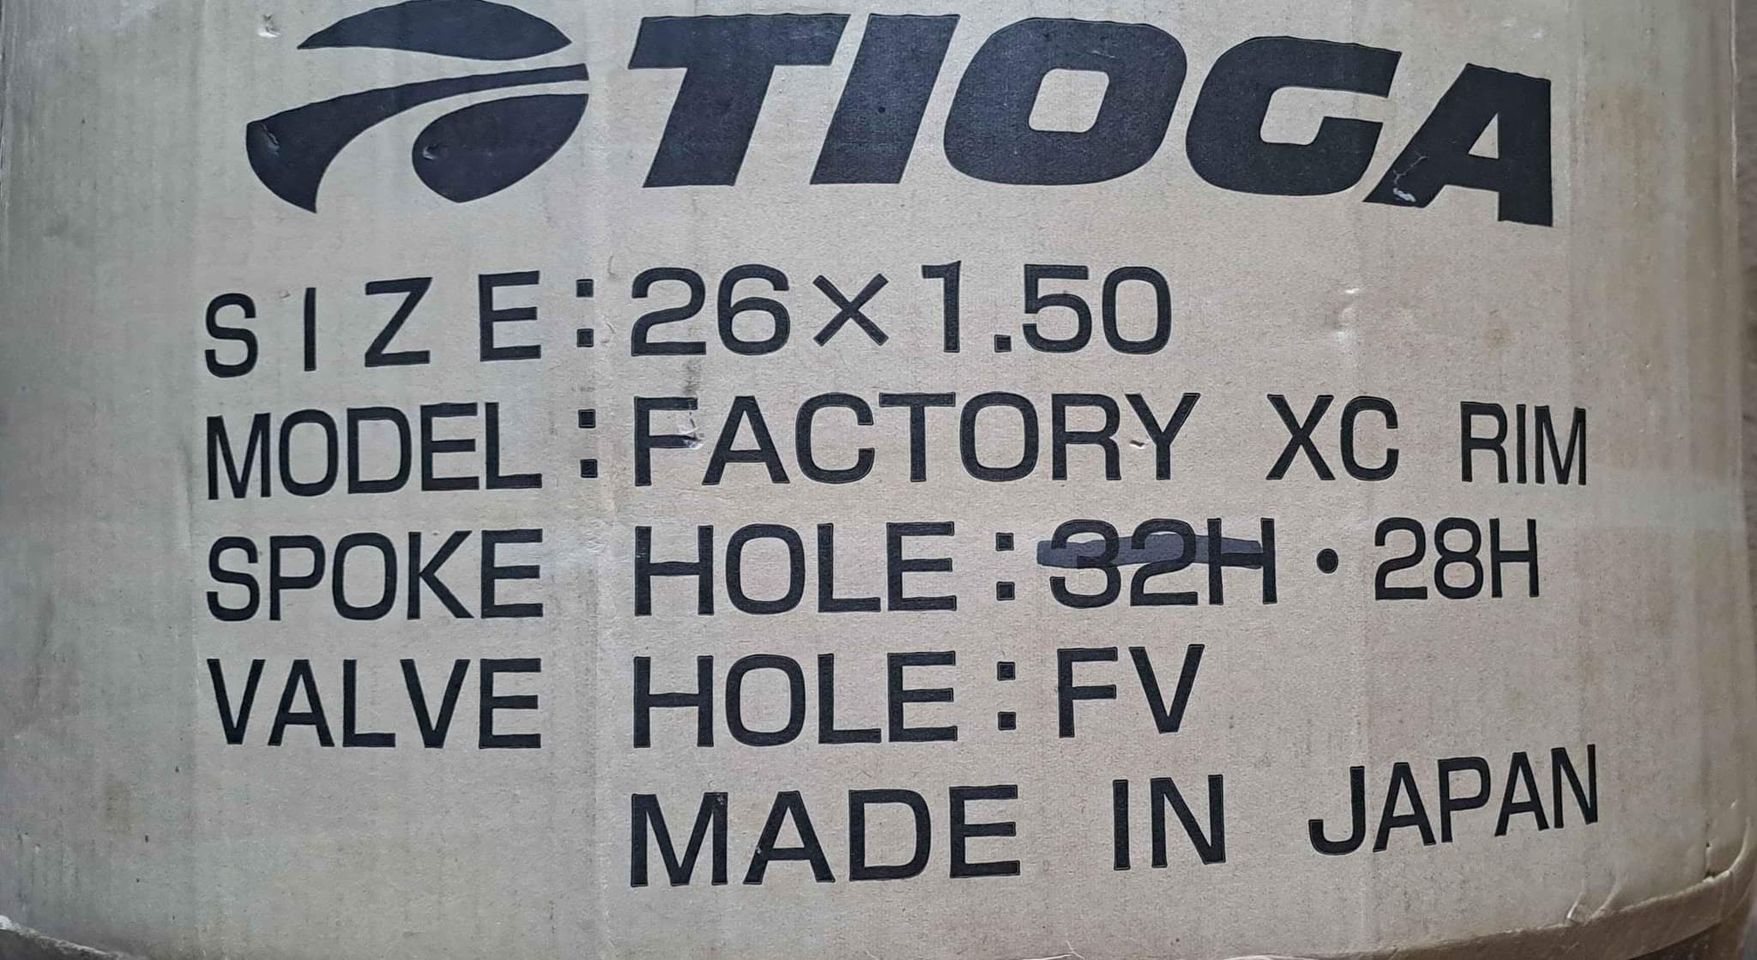 TIOGA
SIZE:26×1.50
MODEL:FACTORY XC RIM
SPOKE HOLE:32H・28H
VALVE HOLE:FV
MADE IN JAPAN